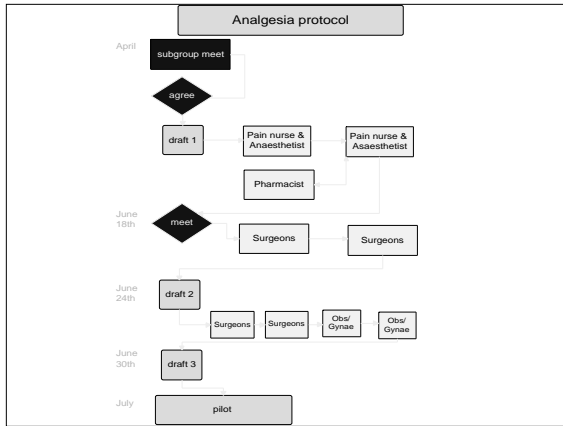 Analgesia protocol
April
subgroup meet
agree
draft 1
Pain nurse &
Anaesthetist
Pain nurse &
Asaesthetist
Pharmacist
June
18th
meet
Surgeons
Surgeons
June
24th
draft 2
Surgeons
Surgeons
Obs/
Gynae
Obs/
Gynae
June
30th
draft 3
July
pilot